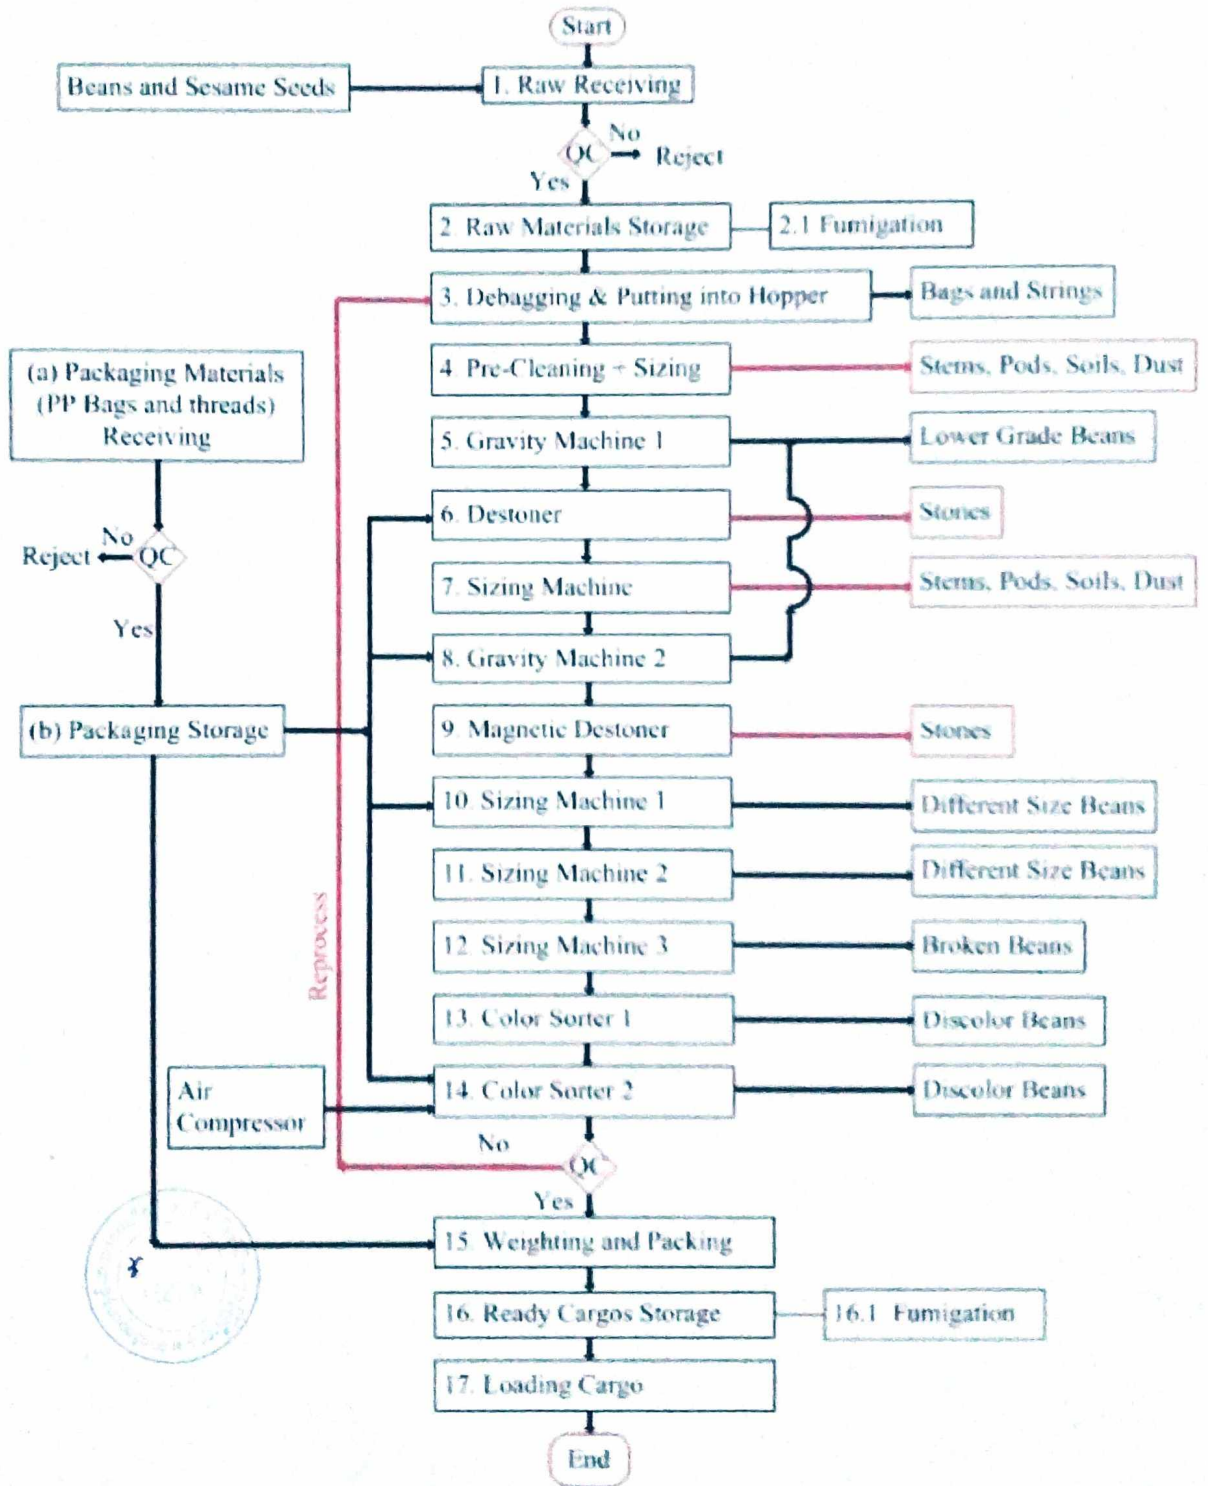 Start
Beans and Sesame Seeds
1. Raw Receiving
No
QC
Reject
Yes
2. Raw Materials Storage
2.1 Fumigation
3. Debagging & Putting into Hopper
Bags and Strings
(a) Packaging Materials
(PP Bags and threads)
Receiving
4. Pre-Cleaning + Sizing
Stems, Pods, Soils, Dust
5. Gravity Machine 1
Lower Grade Beans
6. Destoner
Stones
No
Reject
QC
7. Sizing Machine
Stems, Pods, Soils, Dust
Yes
8. Gravity Machine 2
(b) Packaging Storage
9. Magnetic Destoner
Stones
10. Sizing Machine 1
Different Size Beans
11. Sizing Machine 2
Different Size Beans
Reprocess
12. Sizing Machine 3
Broken Beans
13. Color Sorter 1
Discolor Beans
Air
Compressor
14. Color Sorter 2
Discolor Beans
No
QC
Yes
15. Weighting and Packing
16. Ready Cargos Storage
16.1 Fumigation
17. Loading Cargo
End